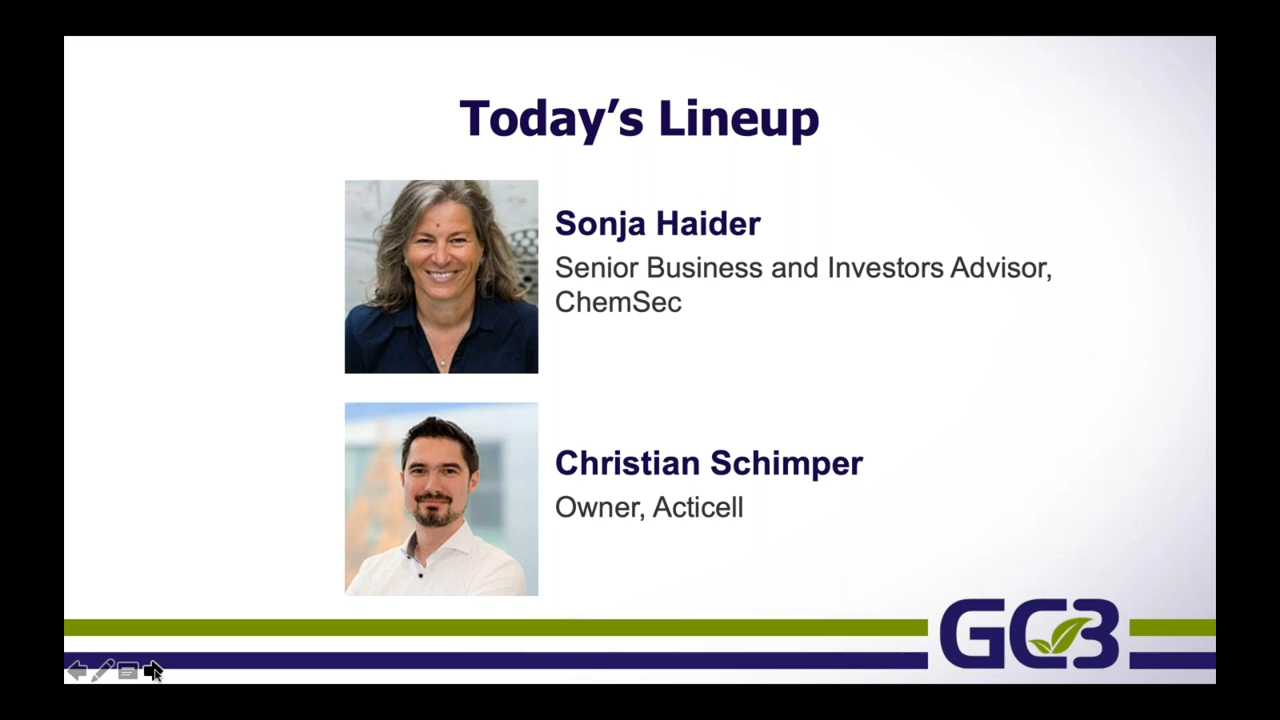 Today’s Lineup
Sonja Haider
Senior Business and Investors Advisor,
ChemSec
Christian Schimper
Owner, Acticell
GC3